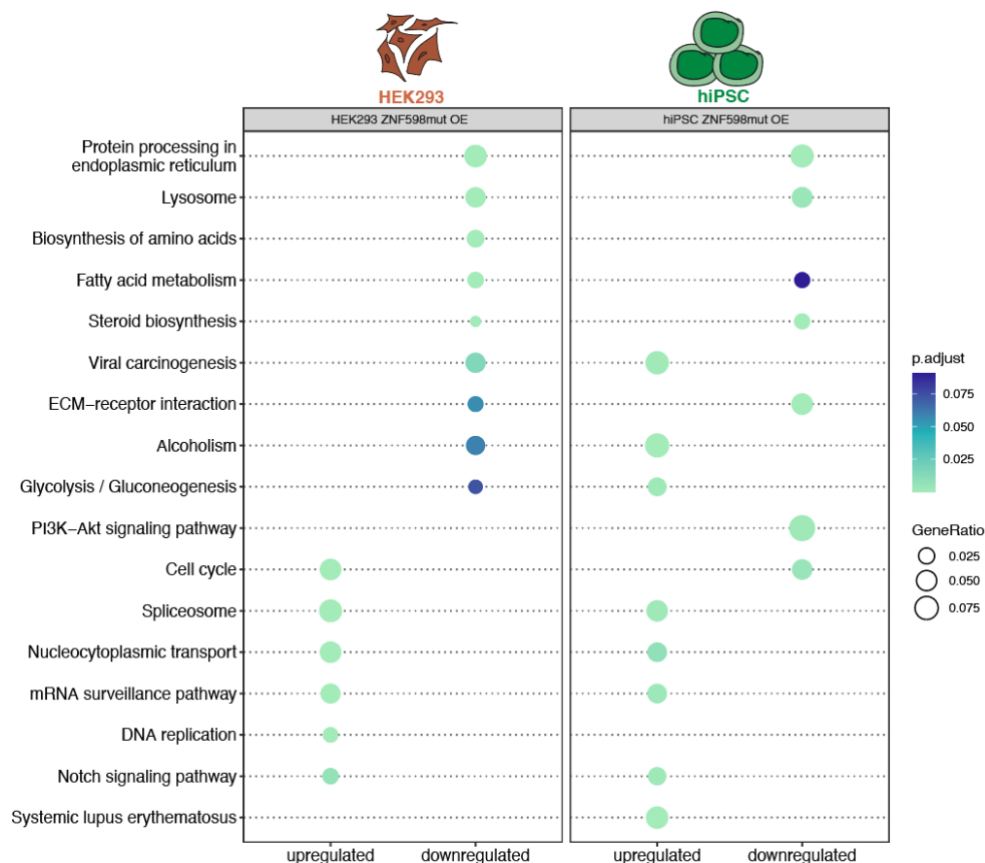 HEK293
hiPSC
HEK293 ZNF598mut OE
hiPSC ZNF598mut OE
Protein processing in
endoplasmic reticulum
Lysosome
Biosynthesis of amino acids
Fatty acid metabolism
Steroid biosynthesis
Viral carcinogenesis
ECM−receptor interaction
Alcoholism
Glycolysis / Gluconeogenesis
PI3K−Akt signaling pathway
Cell cycle
Spliceosome
Nucleocytoplasmic transport
mRNA surveillance pathway
DNA replication
Notch signaling pathway
Systemic lupus erythematosus
upregulated
downregulated
upregulated
downregulated
p.adjust
0.075
0.050
0.025
GeneRatio
0.025
0.050
0.075